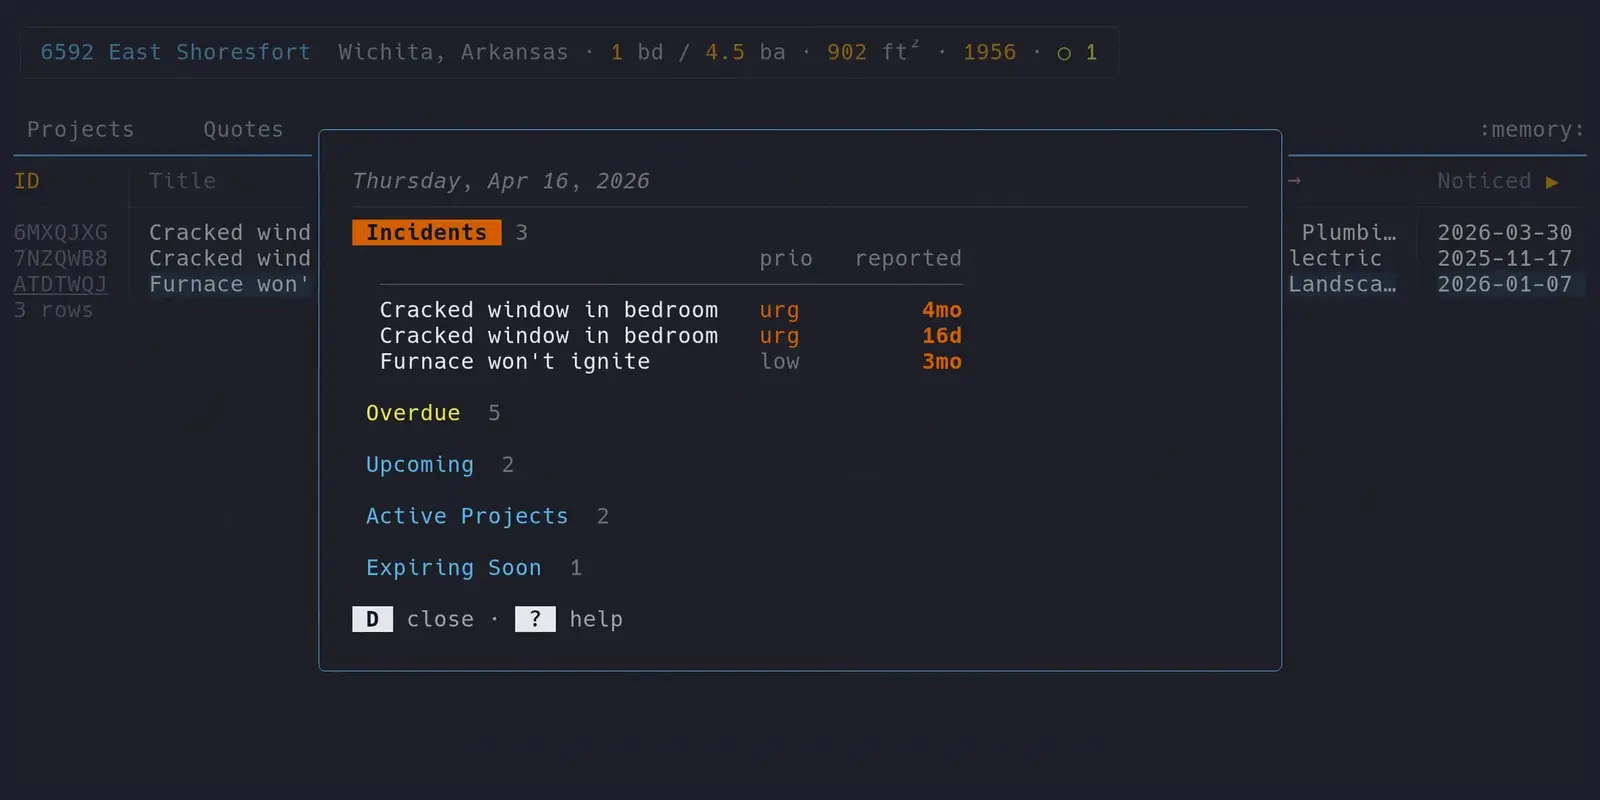 6592 East Shoresfort Wichita, Arkansas · 1 bd / 4.5 ba · 902 ft² · 1956 · ○ 1
Projects Quotes :memory:
ID Title → Noticed ▶
6MXQJXG Cracked wind Plumbi… 2026-03-30
7NZQWB8 Cracked wind lectric 2025-11-17
ATDTWQJ Furnace won' Landsca… 2026-01-07
3 rows
Thursday, Apr 16, 2026
Incidents 3
prio reported
Cracked window in bedroom urg 4mo
Cracked window in bedroom urg 16d
Furnace won't ignite low 3mo
Overdue 5
Upcoming 2
Active Projects 2
Expiring Soon 1
D close · ? help